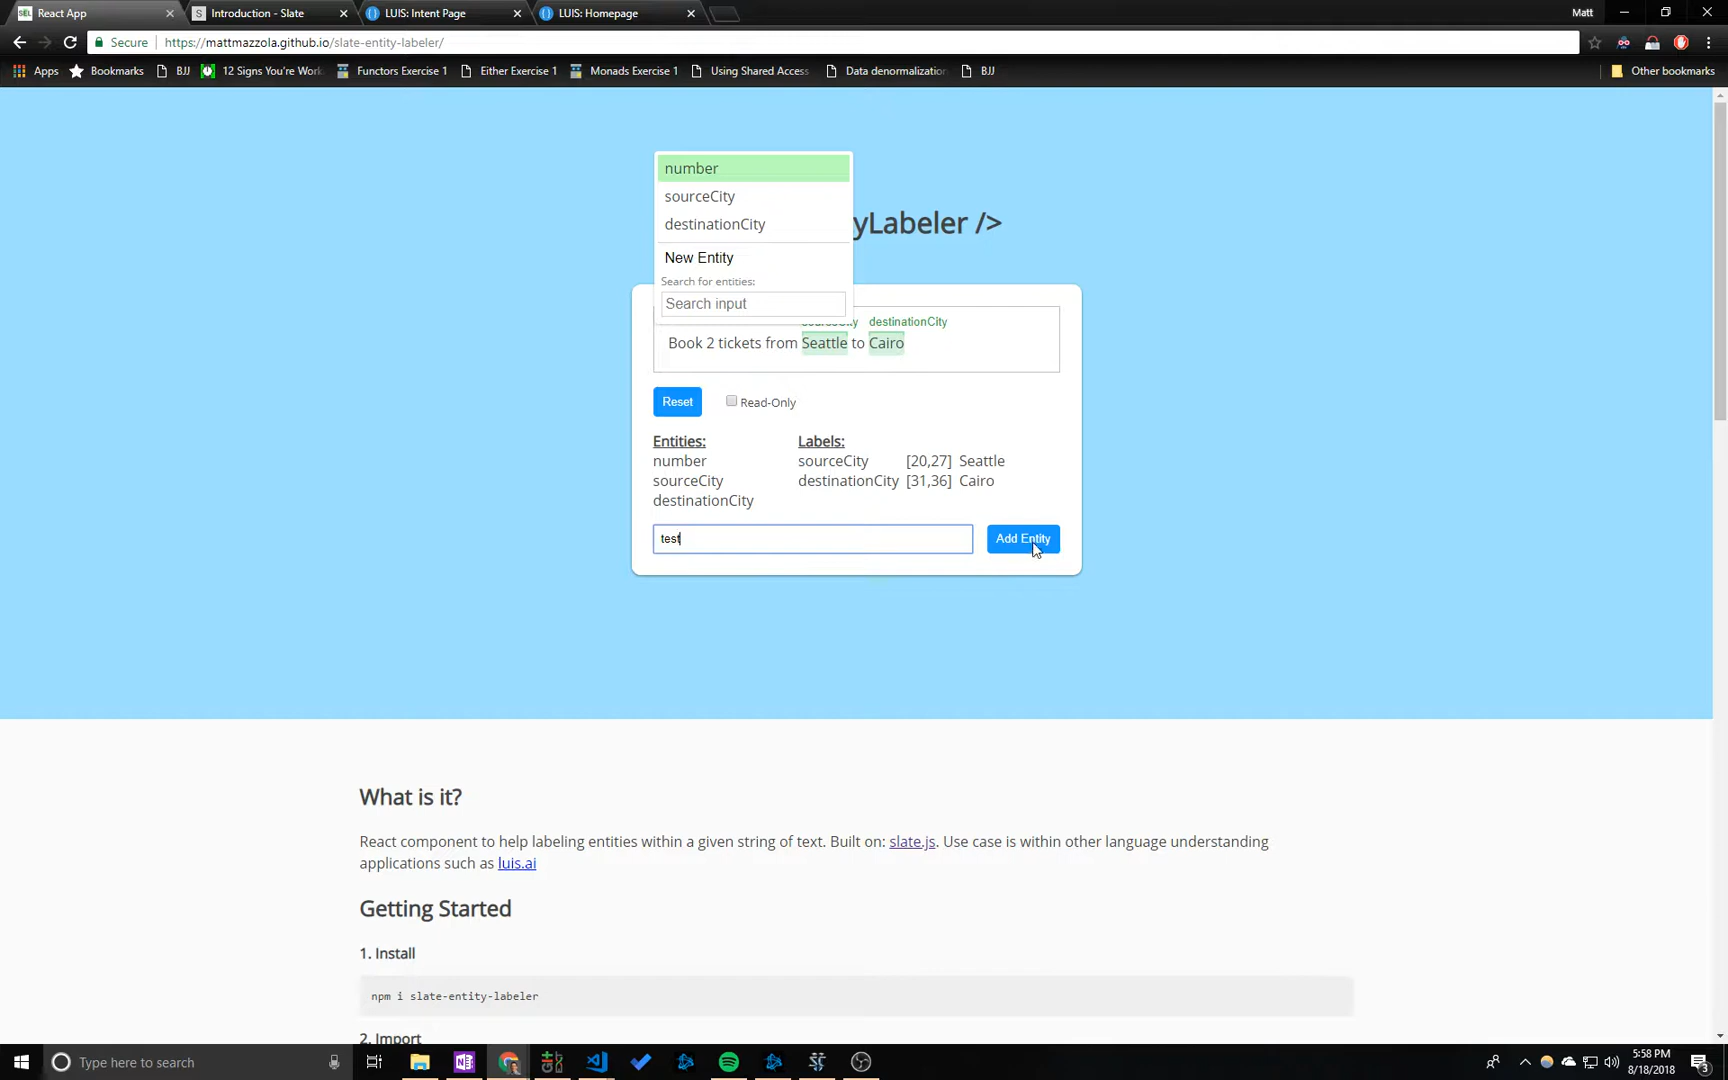 React App
Introduction - Slate
LUIS: Intent Page
LUIS: Homepage
Matt
Secure
https://mattmazzola.github.io/slate-entity-labeler/
Apps
Bookmarks
BJJ
12 Signs You're Work
Functors Exercise 1
Either Exercise 1
Monads Exercise 1
Using Shared Access
Data denormalization
BJJ
Other bookmarks
number
sourceCity
destinationCity
New Entity
Search for entities:
Search input
yLabeler />
sourceCity destinationCity
Book 2 tickets from Seattle to Cairo
Reset
Read-Only
Entities:
number
sourceCity
destinationCity
Labels:
sourceCity [20,27] Seattle
destinationCity [31,36] Cairo
test
Add Entity
What is it?
React component to help labeling entities within a given string of text. Built on: slate.js. Use case is within other language understanding
applications such as luis.ai
Getting Started
1. Install
npm i slate-entity-labeler
2. Import
Type here to search
5:58 PM
8/18/2018
3